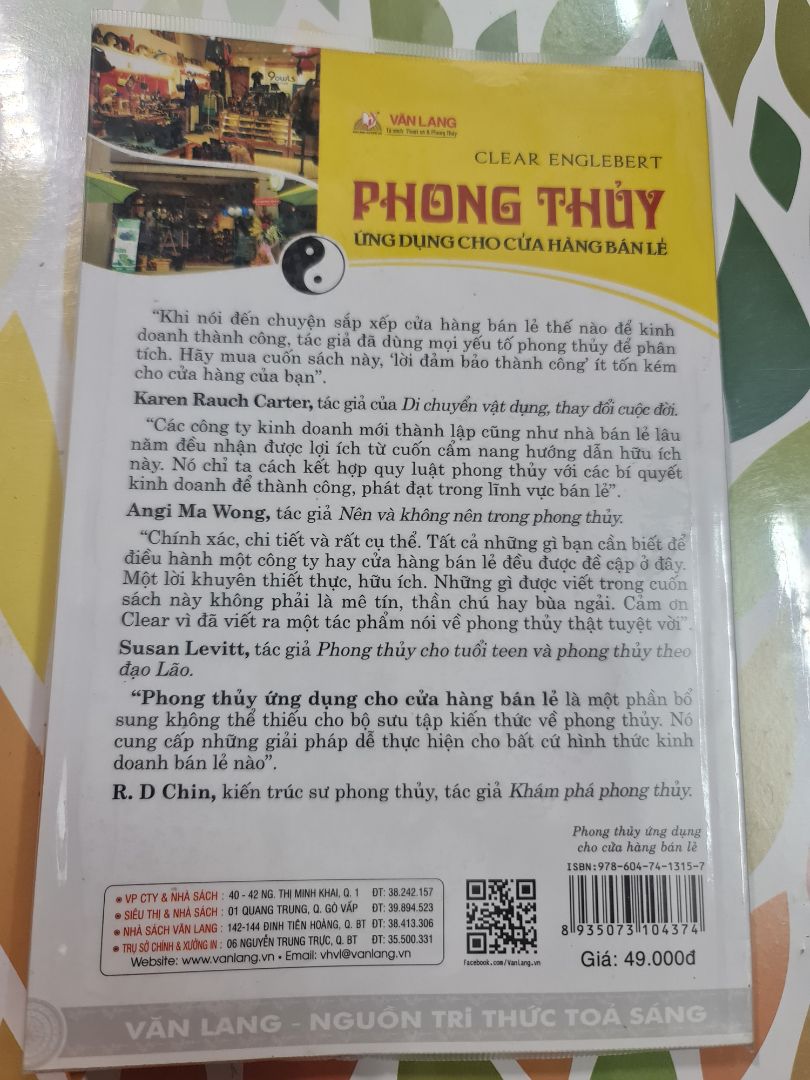 9owls
VĂN LANG
Tủ sách: Thiết kế & Phong Thủy
CLEAR ENGLEBERT
PHONG THỦY
ỨNG DỤNG CHO CỬA HÀNG BÁN LẺ
“Khi nói đến chuyện sắp xếp cửa hàng bán lẻ thế nào để kinh
doanh thành công, tác giả đã dùng mọi yếu tố phong thủy để phân
tích. Hãy mua cuốn sách này, ‘lời đảm bảo thành công’ ít tốn kém
cho cửa hàng của bạn”.
Karen Rauch Carter, tác giả của Di chuyển vật dụng, thay đổi cuộc đời.
“Các công ty kinh doanh mới thành lập cũng như nhà bán lẻ lâu
năm đều nhận được lợi ích từ cuốn cẩm nang hướng dẫn hữu ích
này. Nó chỉ ta cách kết hợp quy luật phong thủy với các bí quyết
kinh doanh để thành công, phát đạt trong lĩnh vực bán lẻ”.
Angi Ma Wong, tác giả Nên và không nên trong phong thủy.
“Chính xác, chi tiết và rất cụ thể. Tất cả những gì bạn cần biết để
điều hành một công ty hay cửa hàng bán lẻ đều được đề cập ở đây.
Một lời khuyên thiết thực, hữu ích. Những gì được viết trong cuốn
sách này không phải là mê tín, thần chú hay bùa ngải. Cảm ơn
Clear vì đã viết ra một tác phẩm nói về phong thủy thật tuyệt vời”.
Susan Levitt, tác giả Phong thủy cho tuổi teen và phong thủy theo
đạo Lão.
“Phong thủy ứng dụng cho cửa hàng bán lẻ là một phần bổ
sung không thể thiếu cho bộ sưu tập kiến thức về phong thủy. Nó
cung cấp những giải pháp dễ thực hiện cho bất cứ hình thức kinh
doanh bán lẻ nào”.
R. D Chin, kiến trúc sư phong thủy, tác giả Khám phá phong thủy.
Phong thủy ứng dụng
cho cửa hàng bán lẻ
ISBN:978-604-74-1315-7
VP CTY & NHÀ SÁCH : 40 - 42 NG. THỊ MINH KHAI, Q. 1 ĐT: 38.242.157
SIÊU THỊ & NHÀ SÁCH : 01 QUANG TRUNG, Q. GÒ VẤP ĐT: 39.894.523
NHÀ SÁCH VĂN LANG : 142-144 ĐINH TIÊN HOÀNG, Q. BT ĐT: 38.413.306
TRỤ SỞ CHÍNH & XƯỞNG IN : 06 NGUYỄN TRUNG TRỰC, Q. BT ĐT: 35.500.331
Website: www.vanlang.vn • Email: vhvl@vanlang.vn
Facebook.com/Vanlang.vn
8 935073 104374
Giá: 49.000đ
VĂN LANG - NGUỒN TRI THỨC TOẢ SÁNG